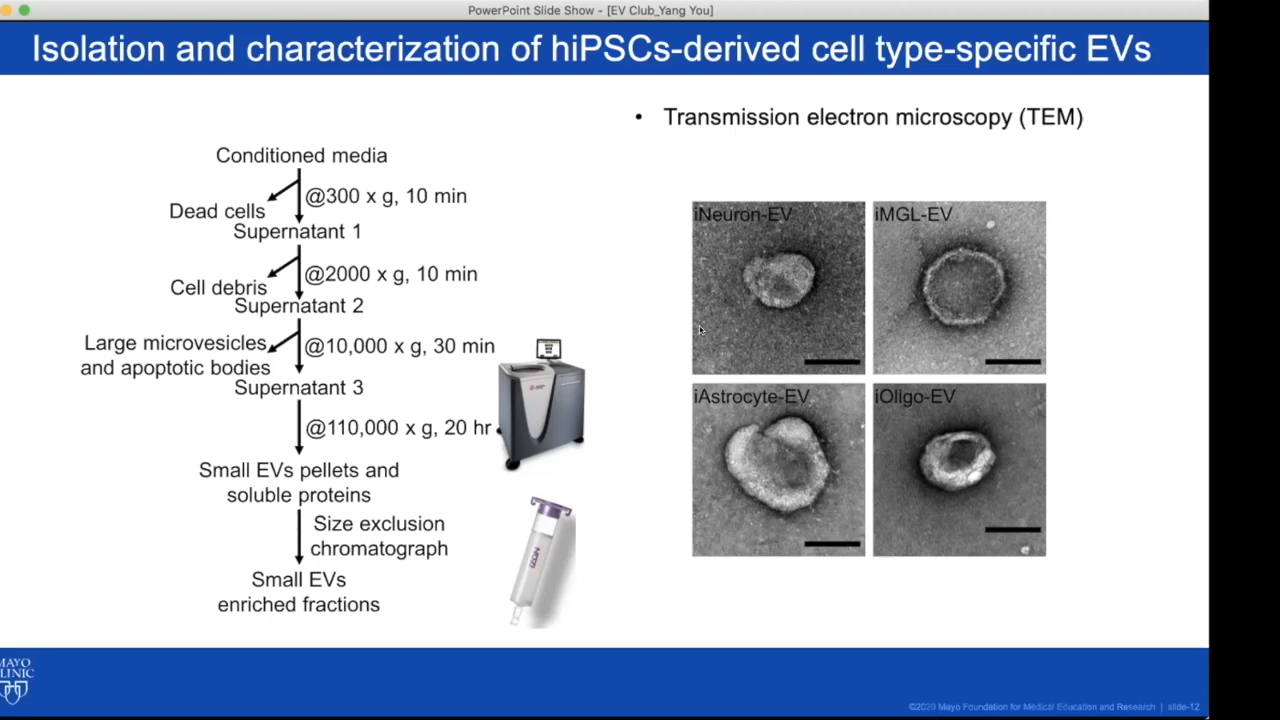 PowerPoint Slide Show - [EV Club_Yang You]
Isolation and characterization of hiPSCs-derived cell type-specific EVs
Conditioned media
@300 x g, 10 min
Dead cells
Supernatant 1
@2000 x g, 10 min
Cell debris
Supernatant 2
Large microvesicles
and apoptotic bodies
@10,000 x g, 30 min
Supernatant 3
@110,000 x g, 20 hr
Small EVs pellets and
soluble proteins
Size exclusion
chromatograph
Small EVs
enriched fractions
• Transmission electron microscopy (TEM)
iNeuron-EV
iMGL-EV
iAstrocyte-EV
iOligo-EV
MAYO
CLINIC
©2020 Mayo Foundation for Medical Education and Research | slide-12